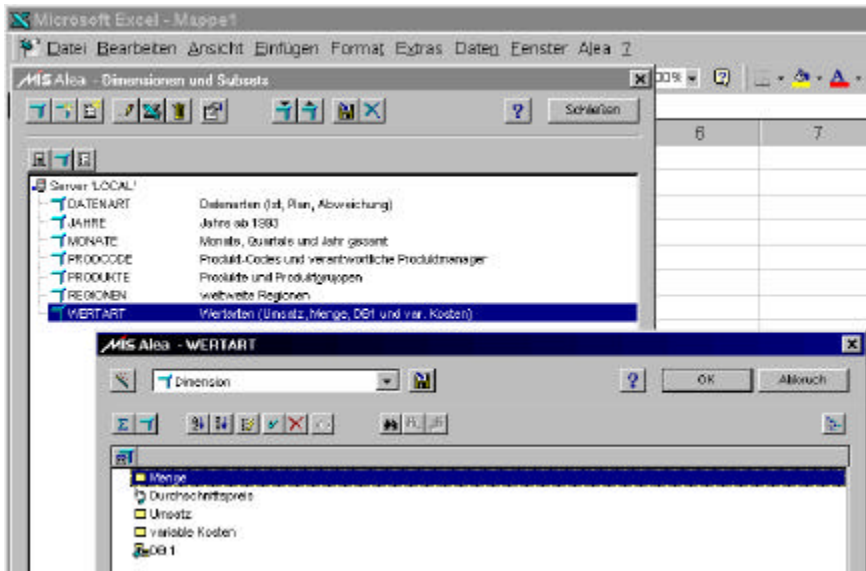 Microsoft Excel - Mappe1
Datei Bearbeiten Ansicht Einfügen Format Extras Daten Fenster Alea ?
MIS Alea - Dimensionen und Subsets
00%
? Schließen
6 7
Server 'LOCAL'
DATENART Datenarten (Ist, Plan, Abweichung)
JAHRE Jahre ab 1993
MONATE Monate, Quartale und Jahr gesamt
PRODCODE Produkt-Codes und verantwortliche Produktmanager
PRODUKTE Produkte und Produktgruppen
REGIONEN weltweite Regionen
WERTART Wertarten (Umsatz, Menge, DB1 und var. Kosten)
MIS Alea - WERTART
Dimension ? OK Abbruch
Menge
Durchschnittspreis
Umsatz
variable Kosten
DB 1